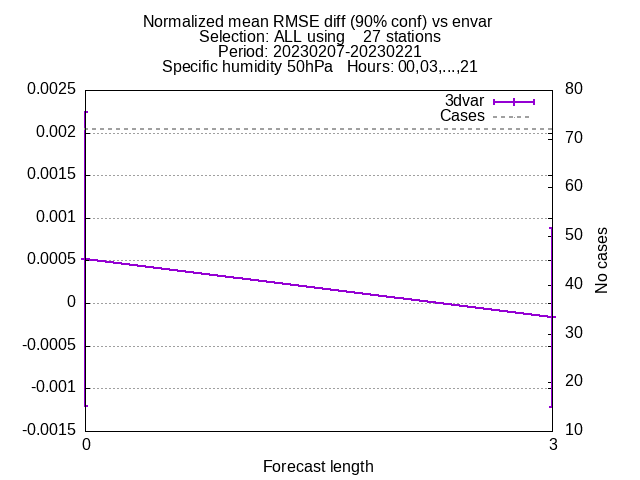 Normalized mean RMSE diff (90% conf) vs envar
Selection: ALL using 27 stations
Period: 20230207-20230221
Specific humidity 50hPa Hours: 00,03,...,21
3dvar
Cases
0.0025
0.002
0.0015
0.001
0.0005
0
-0.0005
-0.001
-0.0015
80
70
60
50
40
30
20
10
No cases
0
3
Forecast length